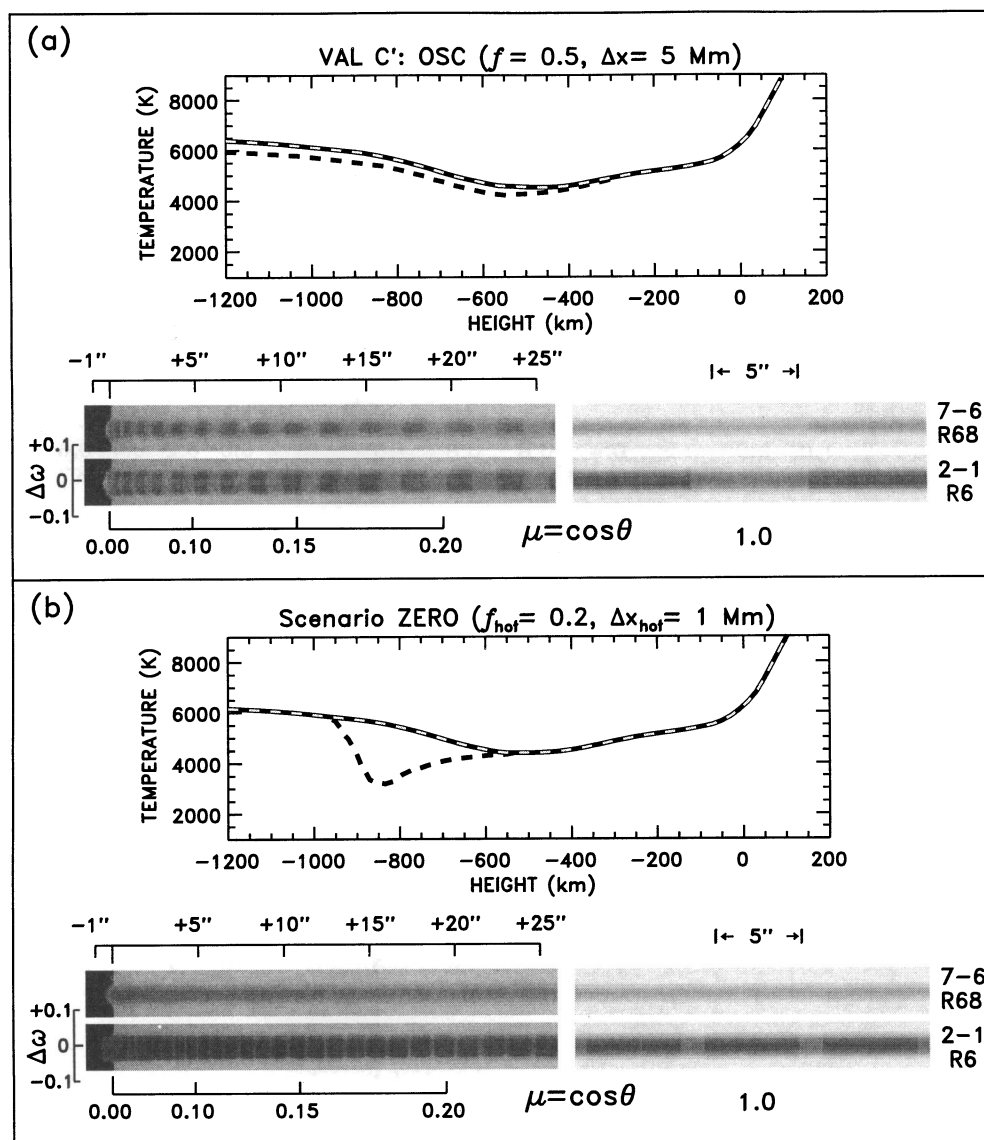 (a)
VAL C': OSC (f = 0.5, Δx= 5 Mm)
TEMPERATURE (K)
8000
6000
4000
2000
-1200 -1000 -800 -600 -400 -200 0 200
HEIGHT (km)
-1" +5" +10" +15" +20" +25"
|← 5" →|
7-6
R68
2-1
R6
+0.1
0
-0.1
Δω
0.00 0.10 0.15 0.20 μ=cosθ 1.0
(b)
Scenario ZERO (f_hot= 0.2, Δx_hot= 1 Mm)
TEMPERATURE (K)
8000
6000
4000
2000
-1200 -1000 -800 -600 -400 -200 0 200
HEIGHT (km)
-1" +5" +10" +15" +20" +25"
|← 5" →|
7-6
R68
2-1
R6
+0.1
0
-0.1
Δω
0.00 0.10 0.15 0.20 μ=cosθ 1.0